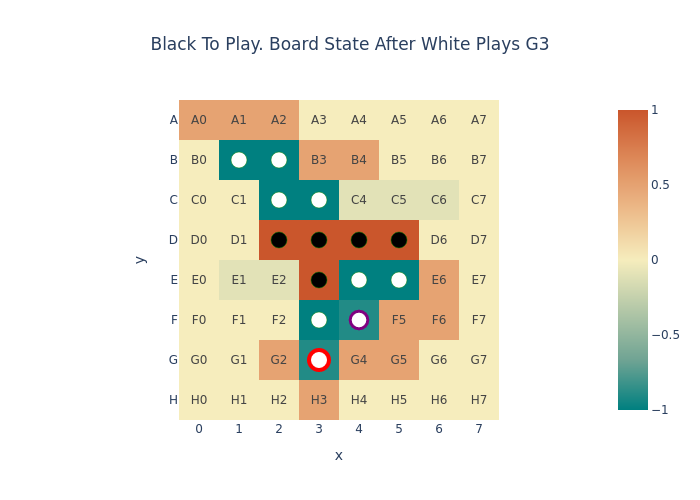 Black To Play. Board State After White Plays G3
A A0 A1 A2 A3 A4 A5 A6 A7
B B0 B3 B4 B5 B6 B7
C C0 C1 C4 C5 C6 C7
D D0 D1 D6 D7
E E0 E1 E2 E6 E7
F F0 F1 F2 F5 F6 F7
G G0 G1 G2 G4 G5 G6 G7
H H0 H1 H2 H3 H4 H5 H6 H7
0 1 2 3 4 5 6 7
x
y
1
0.5
0
−0.5
−1